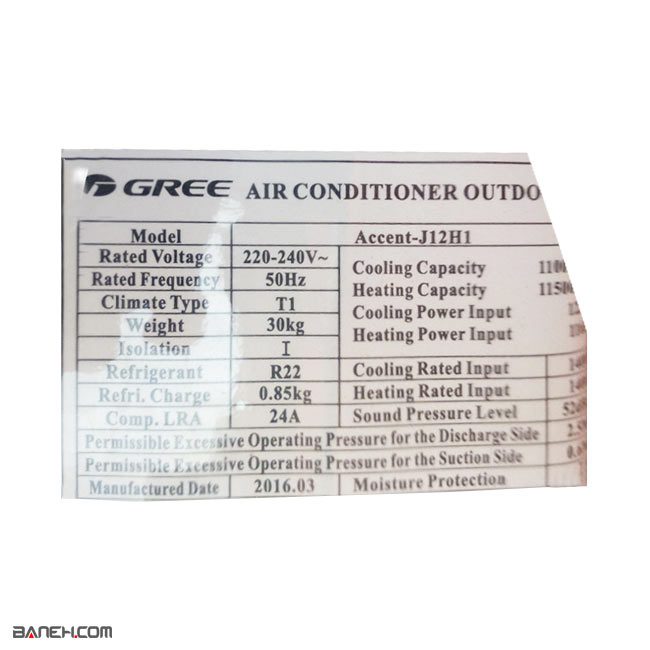 GREE AIR CONDITIONER OUTDO
Model Accent-J12H1
Rated Voltage 220-240V~ Cooling Capacity
Rated Frequency 50Hz Heating Capacity
Climate Type T1 Cooling Power Input
Weight 30kg Heating Power Input
Isolation I
Refrigerant R22 Cooling Rated Input
Refri. Charge 0.85kg Heating Rated Input
Comp. LRA 24A Sound Pressure Level
Permissible Excessive Operating Pressure for the Discharge Side
Permissible Excessive Operating Pressure for the Suction Side
Manufactured Date 2016.03 Moisture Protection
BANEH.COM